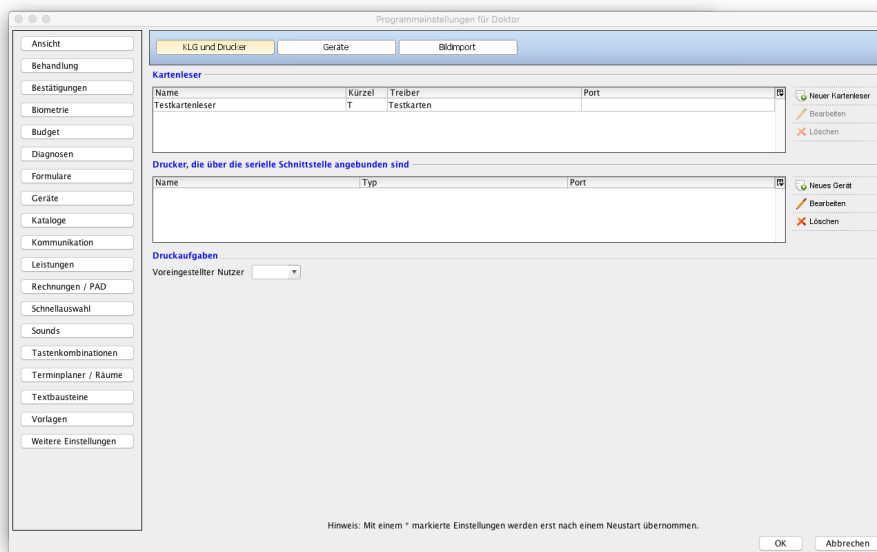 Programmeinstellungen für Doktor
Ansicht
Behandlung
Bestätigungen
Biometrie
Budget
Diagnosen
Formulare
Geräte
Kataloge
Kommunikation
Leistungen
Rechnungen / PAD
Schnellauswahl
Sounds
Tastenkombinationen
Terminplaner / Räume
Textbausteine
Vorlagen
Weitere Einstellungen
KLG und Drucker Geräte Bildimport
Kartenleser
Name Kürzel Treiber Port
Testkartenleser T Testkarten
Neuer Kartenleser
Bearbeiten
Löschen
Drucker, die über die serielle Schnittstelle angebunden sind
Name Typ Port
Neues Gerät
Bearbeiten
Löschen
Druckaufgaben
Voreingestellter Nutzer
Hinweis: Mit einem * markierte Einstellungen werden erst nach einem Neustart übernommen.
OK Abbrechen